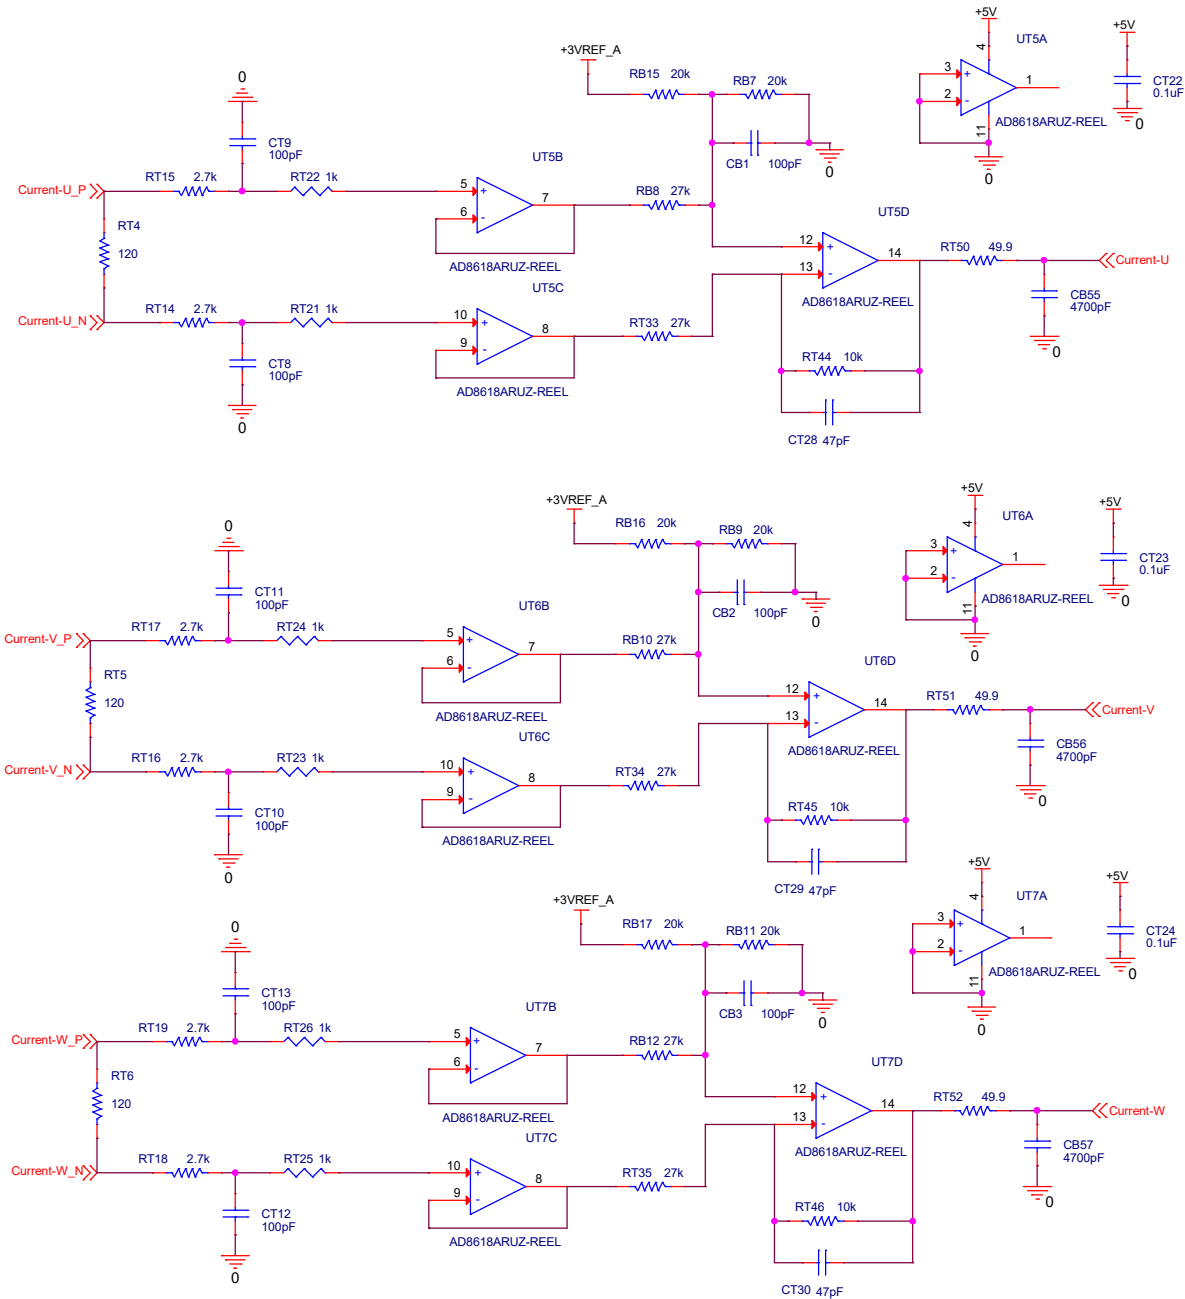 +5V
UT5A
4
3
+
2
-
1
11
AD8618ARUZ-REEL
0
+5V
CT22
0.1uF
0
+3VREF_A
RB15 20k
RB7 20k
CB1 100pF
0
0
CT9
100pF
Current-U_P
RT15 2.7k
RT22 1k
UT5B
5
+
6
-
7
AD8618ARUZ-REEL
RB8 27k
RT4
120
UT5D
12
+
13
-
14
AD8618ARUZ-REEL
RT50 49.9
Current-U
CB55
4700pF
0
UT5C
Current-U_N
RT14 2.7k
RT21 1k
10
+
9
-
8
AD8618ARUZ-REEL
RT33 27k
CT8
100pF
0
RT44 10k
CT28 47pF
+5V
UT6A
4
3
+
2
-
1
11
AD8618ARUZ-REEL
0
+5V
CT23
0.1uF
0
+3VREF_A
RB16 20k
RB9 20k
CB2 100pF
0
0
CT11
100pF
Current-V_P
RT17 2.7k
RT24 1k
UT6B
5
+
6
-
7
AD8618ARUZ-REEL
RB10 27k
RT5
120
UT6D
12
+
13
-
14
AD8618ARUZ-REEL
RT51 49.9
Current-V
CB56
4700pF
0
UT6C
Current-V_N
RT16 2.7k
RT23 1k
10
+
9
-
8
AD8618ARUZ-REEL
RT34 27k
CT10
100pF
0
RT45 10k
CT29 47pF
+5V
UT7A
4
3
+
2
-
1
11
AD8618ARUZ-REEL
0
+5V
CT24
0.1uF
0
+3VREF_A
RB17 20k
RB11 20k
CB3 100pF
0
0
CT13
100pF
Current-W_P
RT19 2.7k
RT26 1k
UT7B
5
+
6
-
7
AD8618ARUZ-REEL
RB12 27k
RT6
120
UT7D
12
+
13
-
14
AD8618ARUZ-REEL
RT52 49.9
Current-W
CB57
4700pF
0
UT7C
Current-W_N
RT18 2.7k
RT25 1k
10
+
9
-
8
AD8618ARUZ-REEL
RT35 27k
CT12
100pF
0
RT46 10k
CT30 47pF